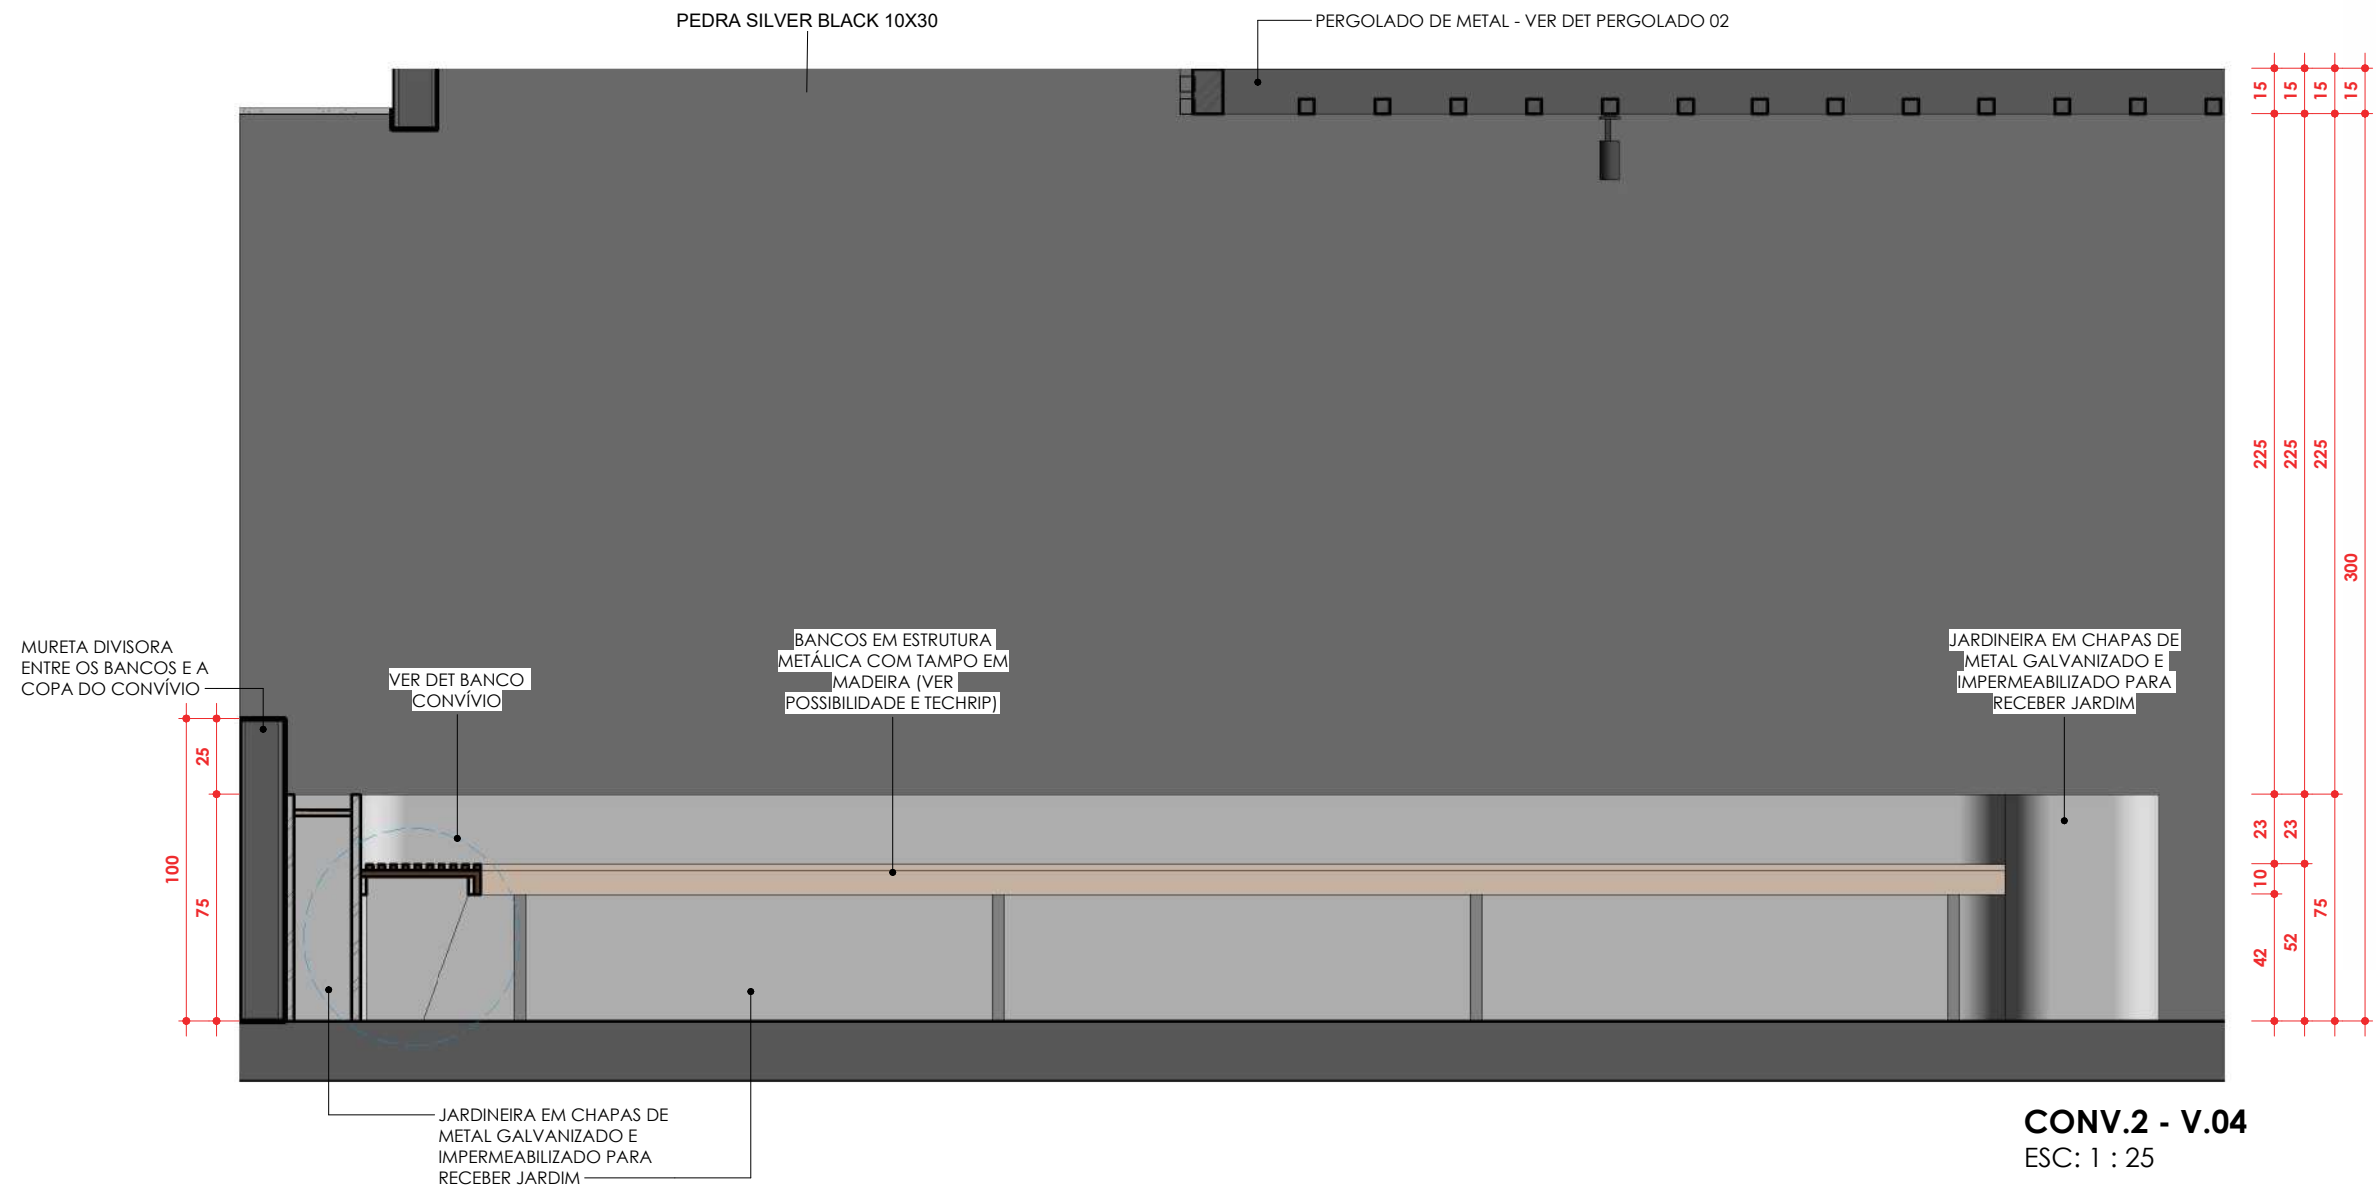 PEDRA SILVER BLACK 10X30
PERGOLADO DE METAL - VER DET PERGOLADO 02
15
15
15
15
225
225
225
300
MURETA DIVISORA
ENTRE OS BANCOS E A
COPA DO CONVÍVIO
VER DET BANCO
CONVÍVIO
BANCOS EM ESTRUTURA
METÁLICA COM TAMPO EM
MADEIRA (VER
POSSIBILIDADE E TECHRIP)
JARDINEIRA EM CHAPAS DE
METAL GALVANIZADO E
IMPERMEABILIZADO PARA
RECEBER JARDIM
25
100
75
23
23
10
75
42
52
JARDINEIRA EM CHAPAS DE
METAL GALVANIZADO E
IMPERMEABILIZADO PARA
RECEBER JARDIM
CONV.2 - V.04
ESC: 1 : 25